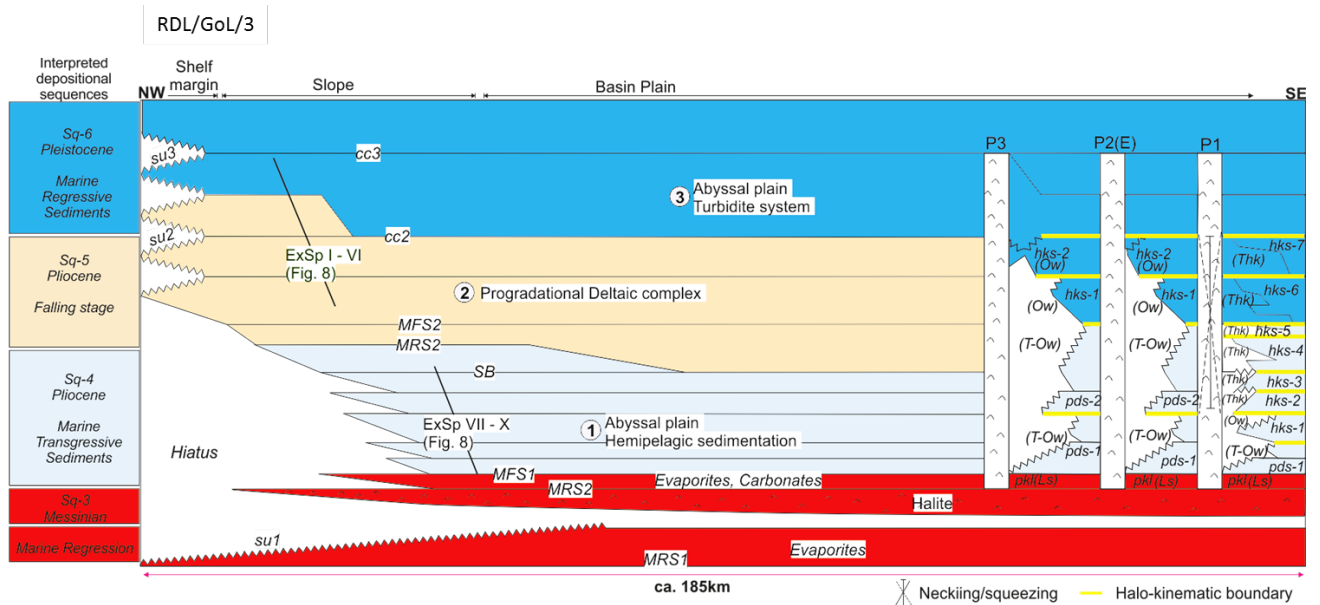 RDL/GoL/3
Interpreted
depositional
sequences
Shelf
margin
Slope
Basin Plain
NW
SE
Sq-6
Pleistocene
Marine
Regressive
Sediments
Sq-5
Pliocene
Falling stage
Sq-4
Pliocene
Marine
Transgressive
Sediments
Sq-3
Messinian
Marine Regression
su3
cc3
su2
cc2
3 Abyssal plain
Turbidite system
ExSp I - VI
(Fig. 8)
2 Progradational Deltaic complex
MFS2
MRS2
SB
ExSp VII - X
(Fig. 8)
1 Abyssal plain
Hemipelagic sedimentation
Hiatus
MFS1
Evaporites, Carbonates
MRS2
Halite
su1
MRS1
Evaporites
P3
hks-2
(Ow)
hks-1
(Ow)
(T-Ow)
pds-2
(T-Ow)
pds-1
pkl(Ls)
P2(E)
hks-2
(Ow)
hks-1
(Ow)
(T-Ow)
pds-2
(T-Ow)
pds-1
pkl(Ls)
P1
hks-7
(Thk)
hks-6
(Thk)
(Thk) hks-5
(Thk) hks-4
(Thk) hks-3
(Thk) hks-2
(Ow) hks-1
(T-Ow)
pds-1
pkl(Ls)
ca. 185km
Neckiing/squeezing
Halo-kinematic boundary